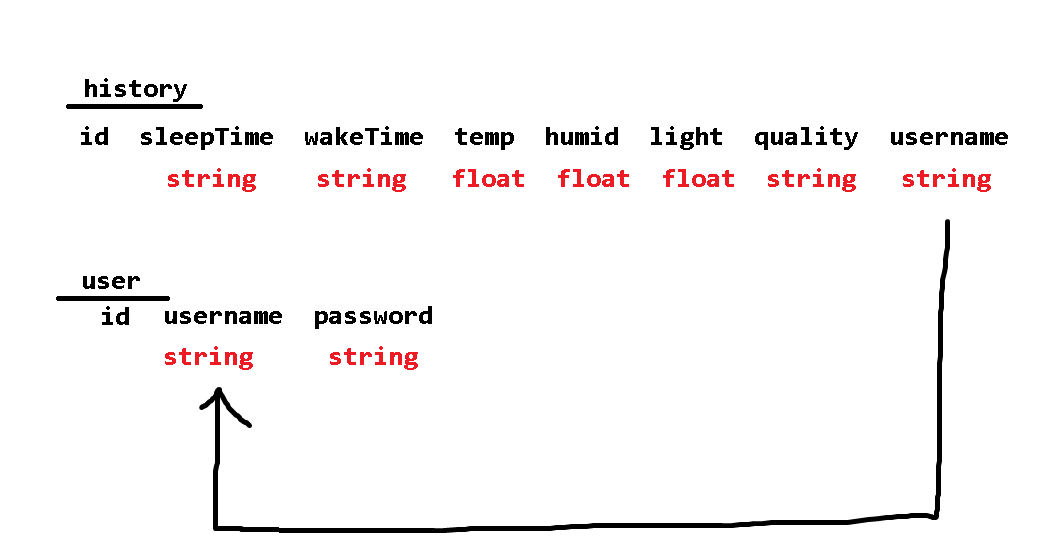 history
id sleepTime wakeTime temp humid light quality username
string string float float float string string
user
id username password
string string